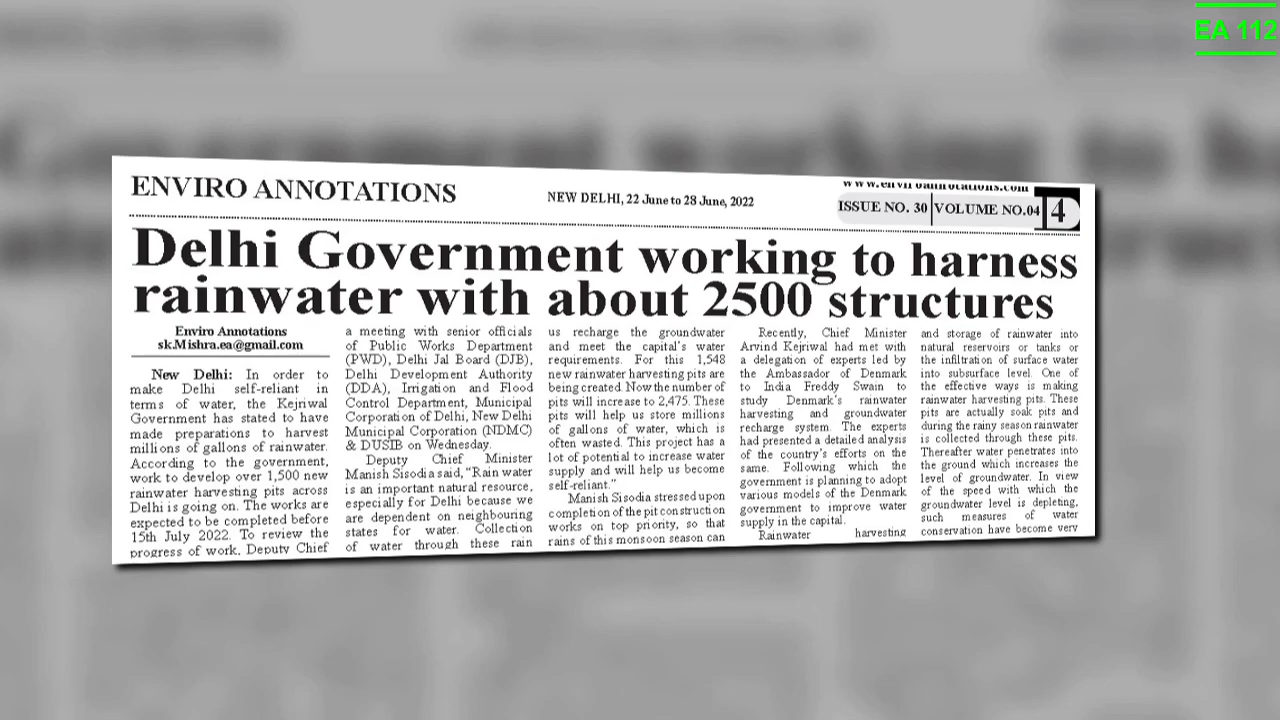 EA 112
ENVIRO ANNOTATIONS
NEW DELHI, 22 June to 28 June, 2022
www.enviroannotations.com
ISSUE NO. 30
VOLUME NO.04
4
Delhi Government working to harness
rainwater with about 2500 structures
Enviro Annotations
sk.Mishra.ea@gmail.com
New Delhi: In order to
make Delhi self-reliant in
terms of water, the Kejriwal
Government has stated to have
made preparations to harvest
millions of gallons of rainwater.
According to the government,
work to develop over 1,500 new
rainwater harvesting pits across
Delhi is going on. The works are
expected to be completed before
15th July 2022. To review the
progress of work, Deputy Chief
a meeting with senior officials
of Public Works Department
(PWD), Delhi Jal Board (DJB),
Delhi Development Authority
(DDA), Irrigation and Flood
Control Department, Municipal
Corporation of Delhi, New Delhi
Municipal Corporation (NDMC)
& DUSIB on Wednesday.
Deputy Chief Minister
Manish Sisodia said, “Rain water
is an important natural resource,
especially for Delhi because we
are dependent on neighbouring
states for water. Collection
of water through these rain
us recharge the groundwater
and meet the capital's water
requirements. For this 1,548
new rainwater harvesting pits are
being created. Now the number of
pits will increase to 2,475. These
pits will help us store millions
of gallons of water, which is
often wasted. This project has a
lot of potential to increase water
supply and will help us become
self-reliant.”
Manish Sisodia stressed upon
completion of the pit construction
works on top priority, so that
rains of this monsoon season can
Recently, Chief Minister
Arvind Kejriwal had met with
a delegation of experts led by
the Ambassador of Denmark
to India Freddy Swain to
study Denmark's rainwater
harvesting and groundwater
recharge system. The experts
had presented a detailed analysis
of the country's efforts on the
same. Following which the
government is planning to adopt
various models of the Denmark
government to improve water
supply in the capital.
Rainwater harvesting
and storage of rainwater into
natural reservoirs or tanks or
the infiltration of surface water
into subsurface level. One of
the effective ways is making
rainwater harvesting pits. These
pits are actually soak pits and
during the rainy season rainwater
is collected through these pits.
Thereafter water penetrates into
the ground which increases the
level of groundwater. In view
of the speed with which the
groundwater level is depleting,
such measures of water
conservation have become very